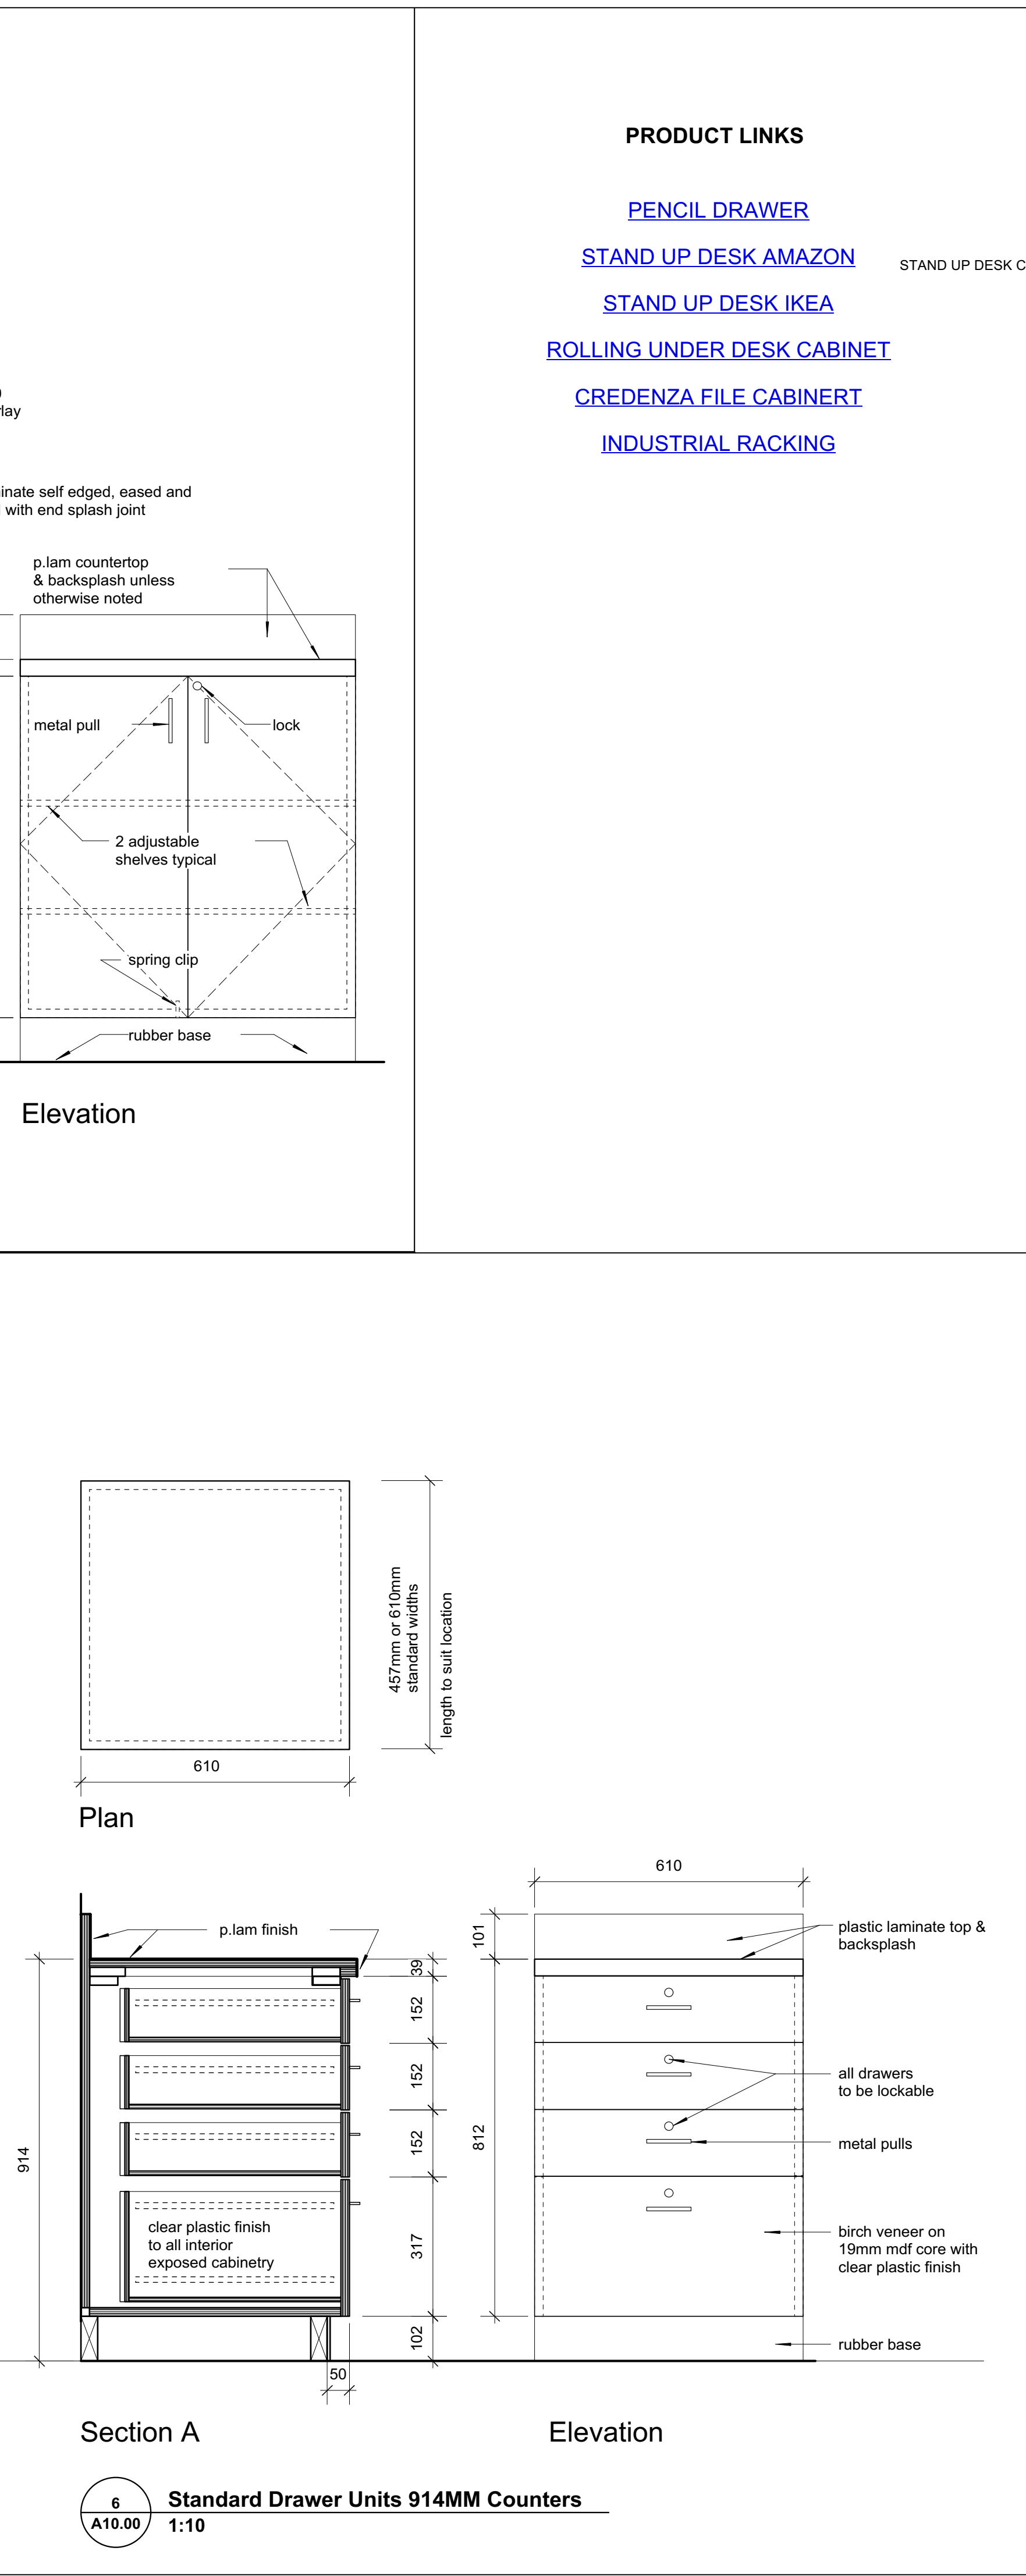 PRODUCT LINKS
PENCIL DRAWER
STAND UP DESK AMAZON
STAND UP DESK C
STAND UP DESK IKEA
ROLLING UNDER DESK CABINET
CREDENZA FILE CABINERT
INDUSTRIAL RACKING
inate self edged, eased and
with end splash joint
p.lam countertop
& backsplash unless
otherwise noted
metal pull
lock
2 adjustable
shelves typical
spring clip
rubber base
Elevation
457mm or 610mm
standard widths
length to suit location
610
Plan
610
p.lam finish
101
plastic laminate top &
backsplash
39
152
152
152
317
102
914
812
all drawers
to be lockable
metal pulls
clear plastic finish
to all interior
exposed cabinetry
birch veneer on
19mm mdf core with
clear plastic finish
rubber base
50
Section A
Elevation
6
A10.00
Standard Drawer Units 914MM Counters
1:10